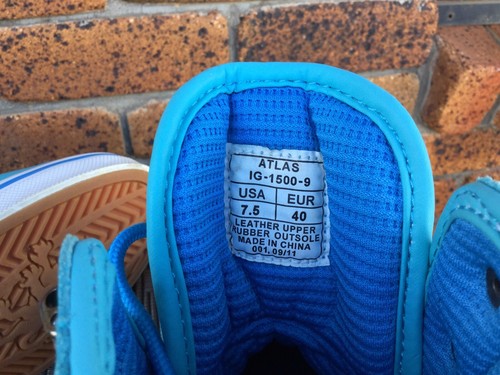 ATLAS
IG-1500-9
USA EUR
7.5 40
LEATHER UPPER
RUBBER OUTSOLE
MADE IN CHINA
001, 09/11